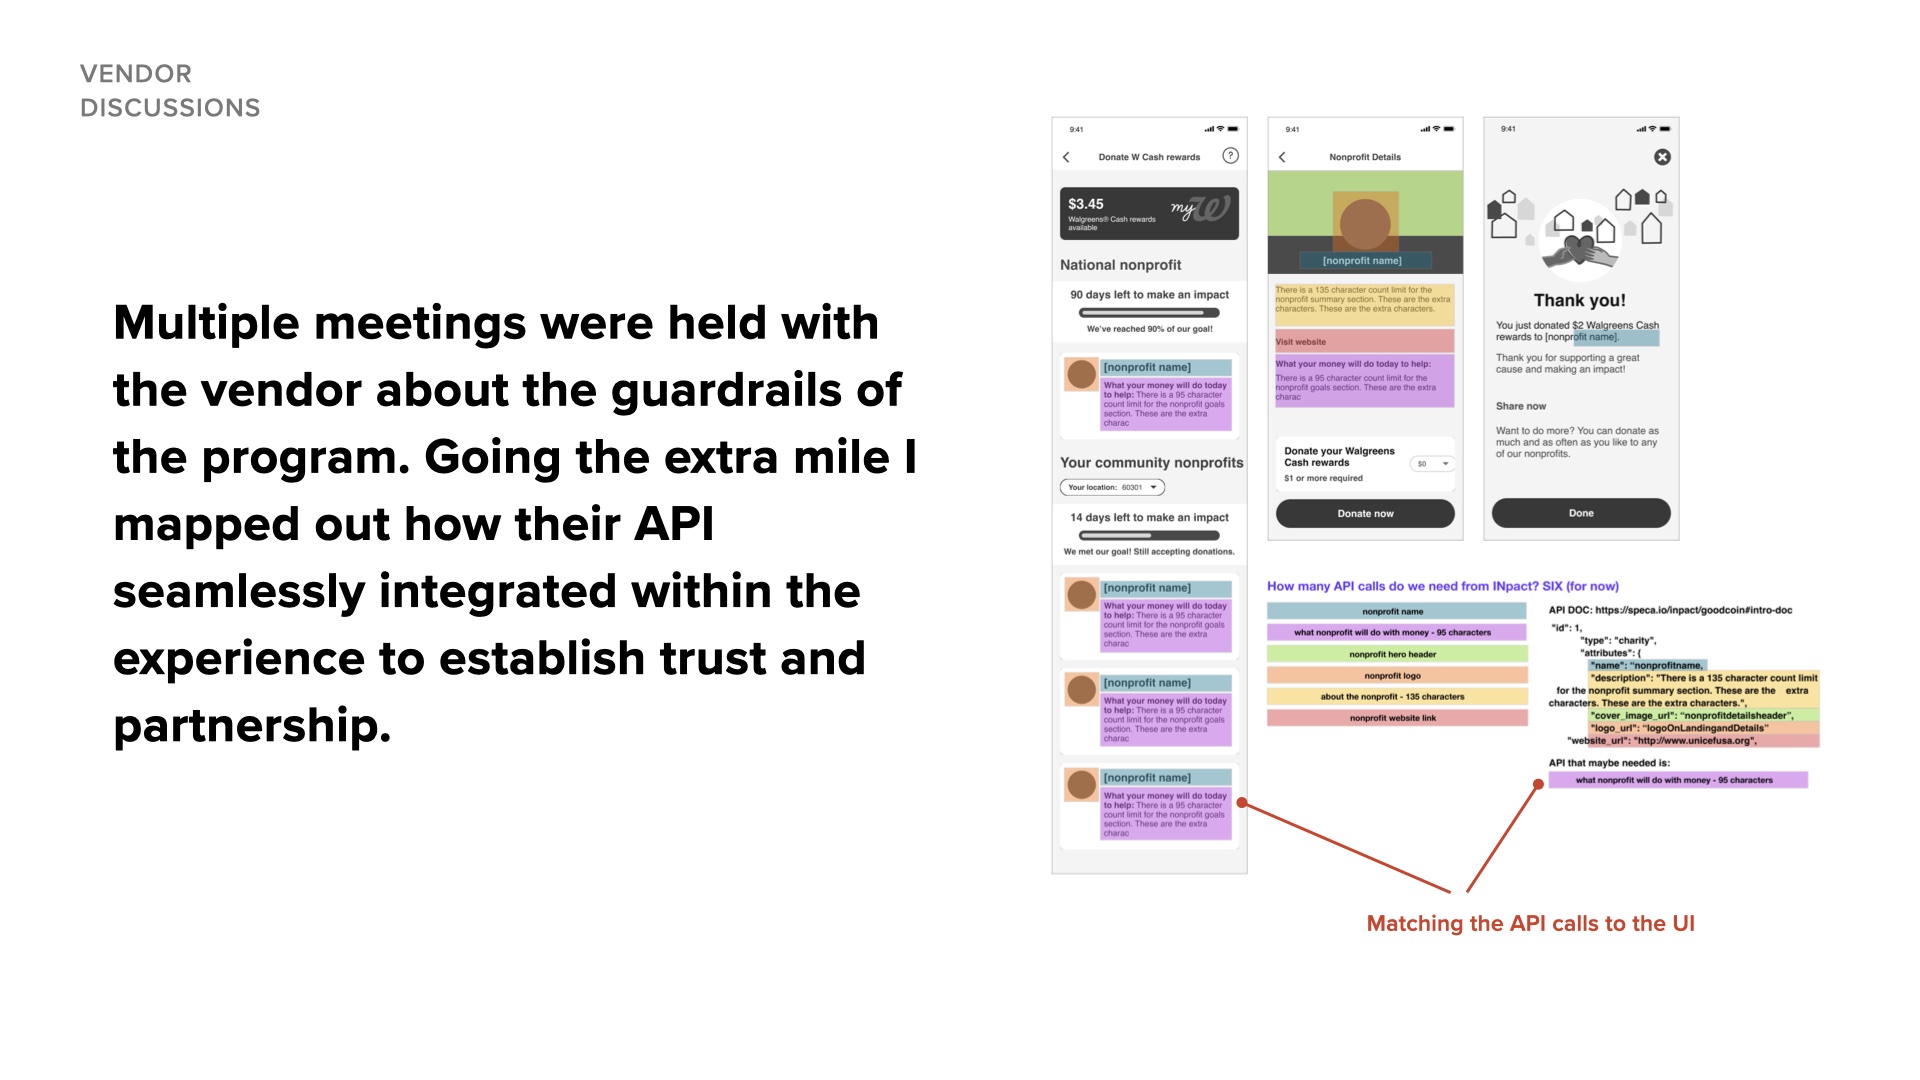 VENDOR
DISCUSSIONS
Multiple meetings were held with
the vendor about the guardrails of
the program. Going the extra mile I
mapped out how their API
seamlessly integrated within the
experience to establish trust and
partnership.
9:41
Donate W Cash rewards
?
$3.45
Walgreens® Cash rewards
available
my W
National nonprofit
90 days left to make an impact
We've reached 90% of our goal!
[nonprofit name]
What your money will do today
to help: There is a 95 character
count limit for the nonprofit goals
section. These are the extra
charac
Your community nonprofits
Your location: 60301
14 days left to make an impact
We met our goal! Still accepting donations.
[nonprofit name]
What your money will do today
to help: There is a 95 character
count limit for the nonprofit goals
section. These are the extra
charac
[nonprofit name]
What your money will do today
to help: There is a 95 character
count limit for the nonprofit goals
section. These are the extra
charac
[nonprofit name]
What your money will do today
to help: There is a 95 character
count limit for the nonprofit goals
section. These are the extra
charac
9:41
Nonprofit Details
[nonprofit name]
There is a 135 character count limit for the
nonprofit summary section. These are the extra
characters. These are the extra characters.
Visit website
What your money will do today to help:
There is a 95 character count limit for the
nonprofit goals section. These are the extra
charac
Donate your Walgreens
Cash rewards
$0
$1 or more required
Donate now
9:41
Thank you!
You just donated $2 Walgreens Cash
rewards to [nonprofit name].
Thank you for supporting a great
cause and making an impact!
Share now
Want to do more? You can donate as
much and as often as you like to any
of our nonprofits.
Done
How many API calls do we need from INpact? SIX (for now)
nonprofit name
what nonprofit will do with money - 95 characters
nonprofit hero header
nonprofit logo
about the nonprofit - 135 characters
nonprofit website link
API DOC: https://speca.io/inpact/goodcoin#intro-doc
"id": 1,
"type": "charity",
"attributes": {
"name": "nonprofitname,
"description": "There is a 135 character count limit
for the nonprofit summary section. These are the extra
characters. These are the extra characters.",
"cover_image_url": "nonprofitdetailsheader",
"logo_url": "logoOnLandingandDetails"
"website_url": "http://www.unicefusa.org",
API that maybe needed is:
what nonprofit will do with money - 95 characters
Matching the API calls to the UI